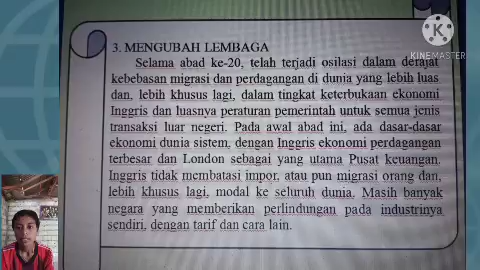 3. MENGUBAH LEMBAGA
Selama abad ke-20, telah terjadi osilasi dalam derajat
kebebasan migrasi dan perdagangan di dunia yang lebih luas
dan, lebih khusus lagi, dalam tingkat keterbukaan ekonomi
Inggris dan luasnya peraturan pemerintah untuk semua jenis
transaksi luar negeri. Pada awal abad ini, ada dasar-dasar
ekonomi dunia sistem, dengan Inggris ekonomi perdagangan
terbesar dan London sebagai yang utama Pusat keuangan.
Inggris tidak membatasi impor, atau pun migrasi orang dan,
lebih khusus lagi, modal ke seluruh dunia. Masih banyak
negara yang memberikan perlindungan pada industrinya
sendiri, dengan tarif dan cara lain.
K
KINEMASTER